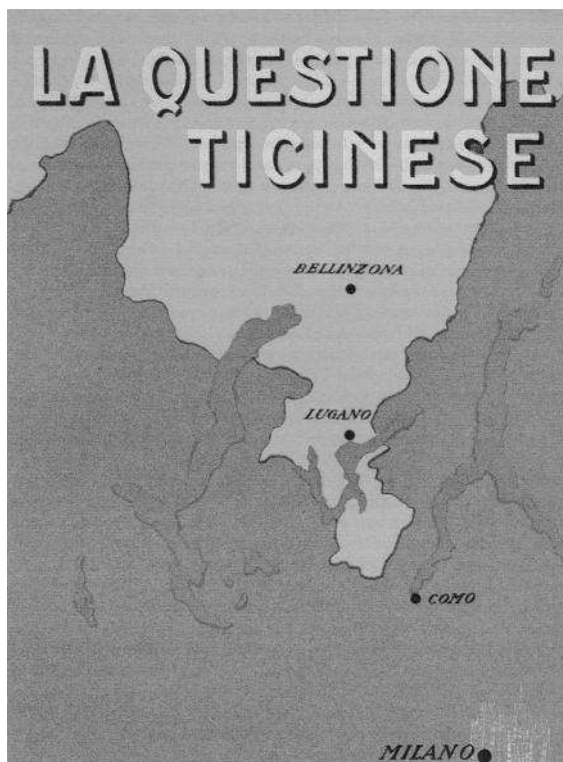 LA QUESTIONE
TICINESE
BELLINZONA
LUGANO
COMO
MILANO